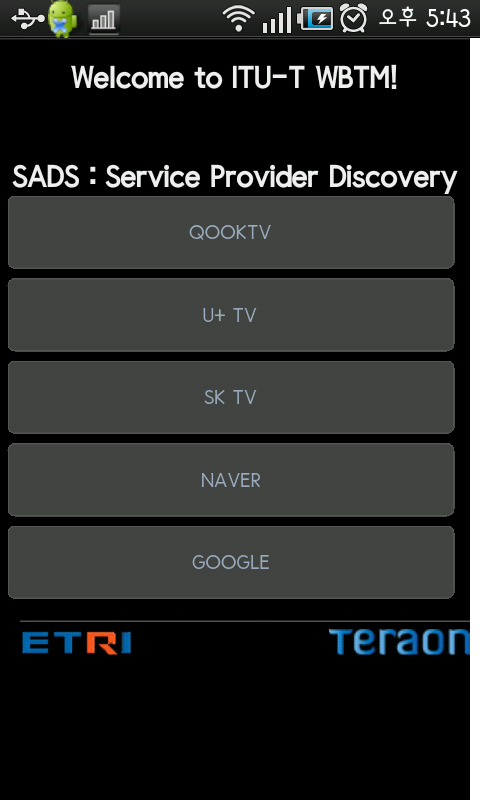 오후 5:43
Welcome to ITU-T WBTM!
SADS : Service Provider Discovery
QOOKTV
U+ TV
SK TV
NAVER
GOOGLE
ETRI Teraon